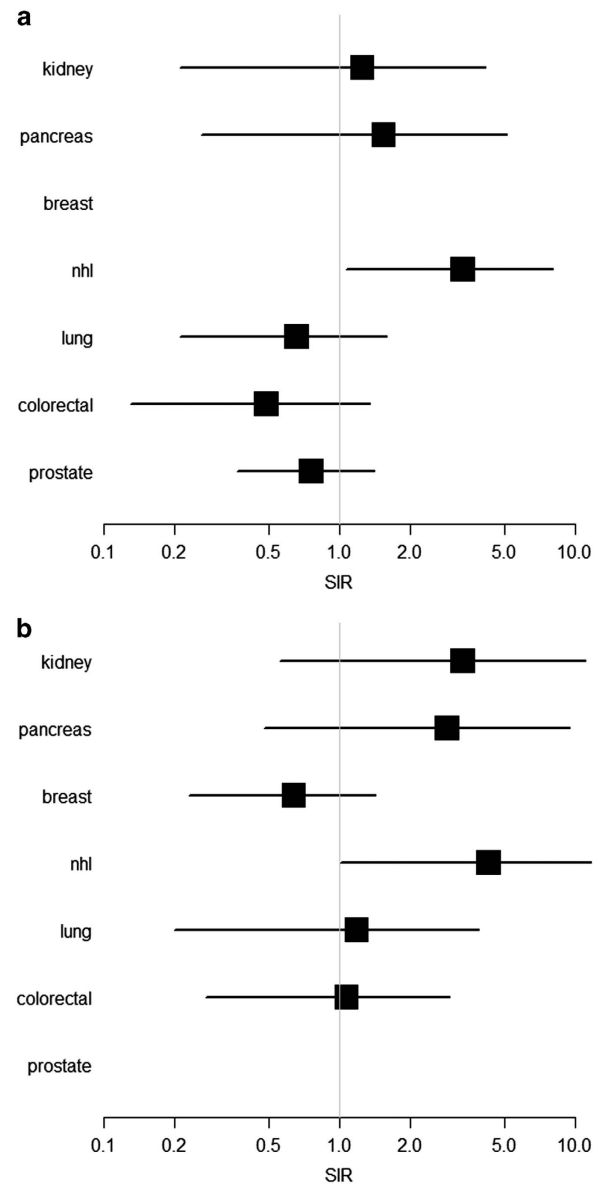 a
kidney
pancreas
breast
nhl
lung
colorectal
prostate
0.1 0.2 0.5 1.0 2.0 5.0 10.0
SIR
b
kidney
pancreas
breast
nhl
lung
colorectal
prostate
0.1 0.2 0.5 1.0 2.0 5.0 10.0
SIR